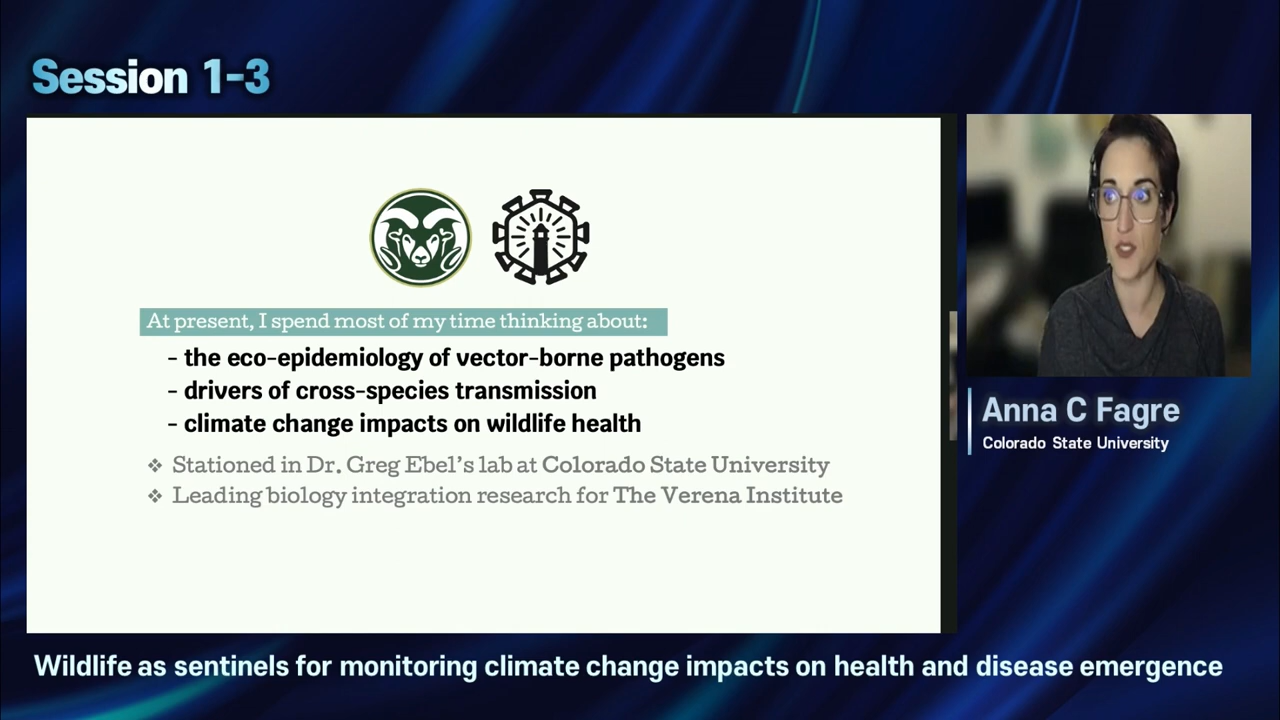 Session 1-3
At present, I spend most of my time thinking about:
- the eco-epidemiology of vector-borne pathogens
- drivers of cross-species transmission
- climate change impacts on wildlife health
❖ Stationed in Dr. Greg Ebel's lab at Colorado State University
❖ Leading biology integration research for The Verena Institute
Anna C Fagre
Colorado State University
Wildlife as sentinels for monitoring climate change impacts on health and disease emergence